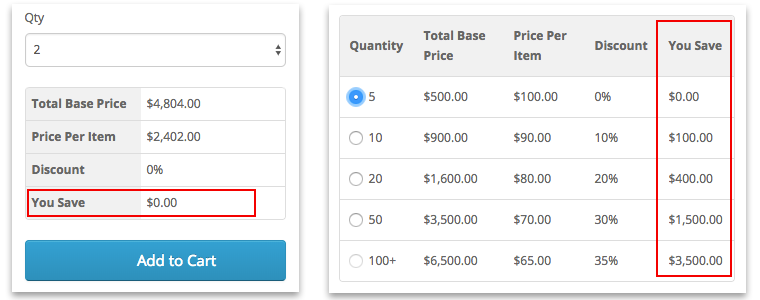 Qty
2
Total Base Price $4,804.00
Price Per Item $2,402.00
Discount 0%
You Save $0.00
Add to Cart
Quantity Total Base Price Price Per Item Discount You Save
5 $500.00 $100.00 0% $0.00
10 $900.00 $90.00 10% $100.00
20 $1,600.00 $80.00 20% $400.00
50 $3,500.00 $70.00 30% $1,500.00
100+ $6,500.00 $65.00 35% $3,500.00